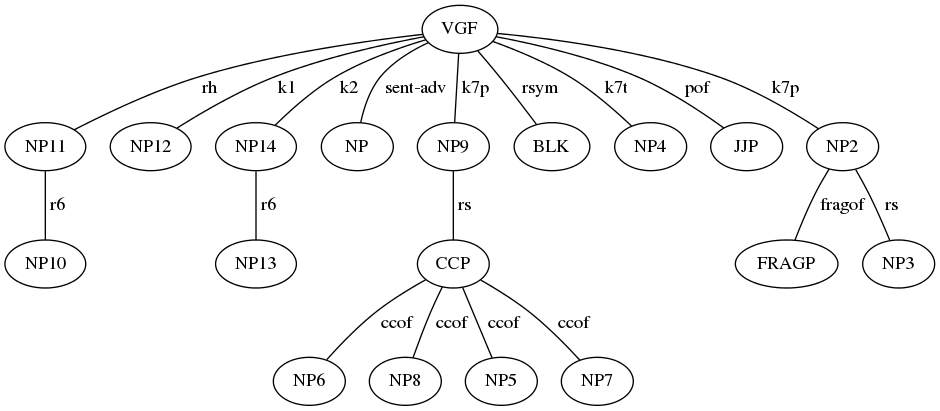 VGF
rh k1 k2 sent-adv k7p rsym k7t pof k7p
NP11 NP12 NP14 NP NP9 BLK NP4 JJP NP2
r6 r6 rs fragof rs
NP10 NP13 CCP FRAGP NP3
ccof ccof ccof ccof
NP6 NP8 NP5 NP7